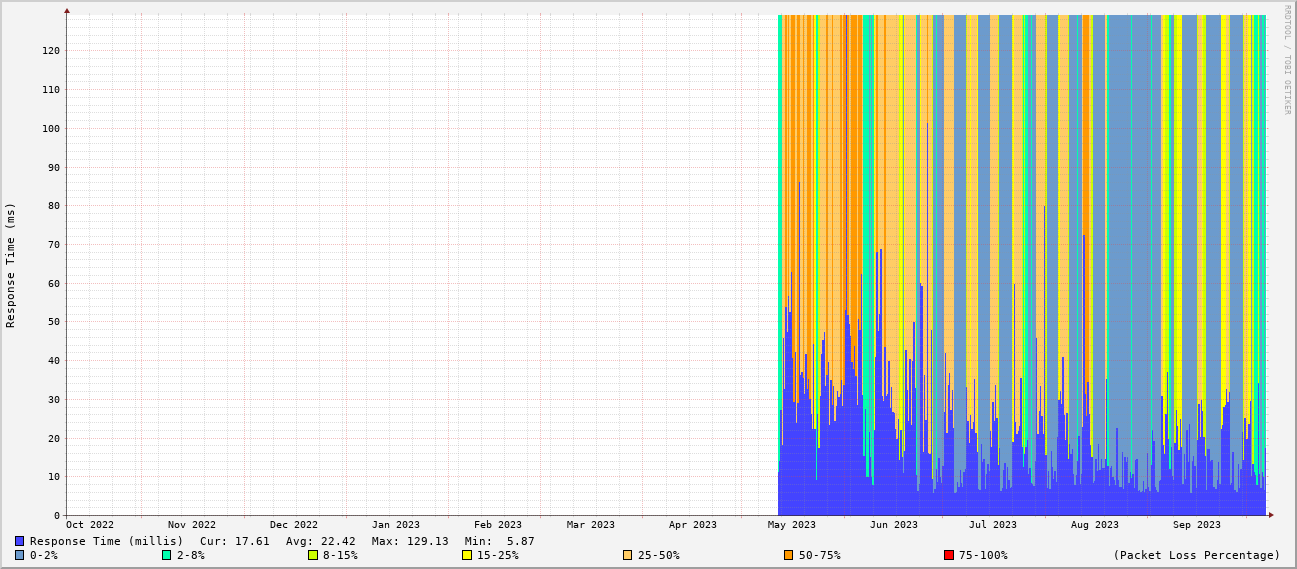 RRDTOOL / TOBI OETIKER
Response Time (ms)
120
110
100
90
80
70
60
50
40
30
20
10
0
Oct 2022 Nov 2022 Dec 2022 Jan 2023 Feb 2023 Mar 2023 Apr 2023 May 2023 Jun 2023 Jul 2023 Aug 2023 Sep 2023
Response Time (millis) Cur: 17.61 Avg: 22.42 Max: 129.13 Min: 5.87
0-2% 2-8% 8-15% 15-25% 25-50% 50-75% 75-100% (Packet Loss Percentage)